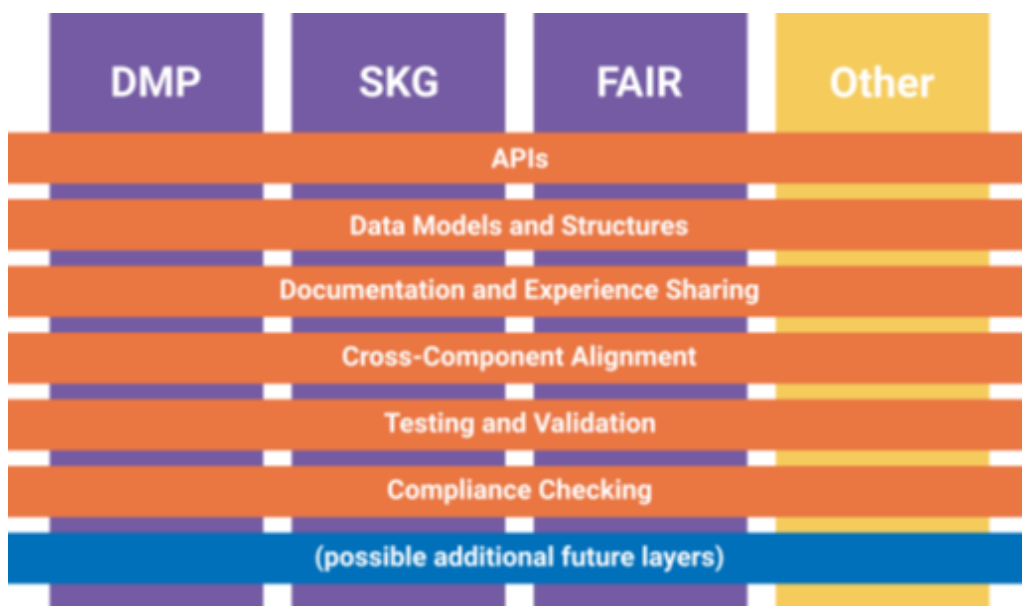 DMP SKG FAIR Other
APIs
Data Models and Structures
Documentation and Experience Sharing
Cross-Component Alignment
Testing and Validation
Compliance Checking
(possible additional future layers)